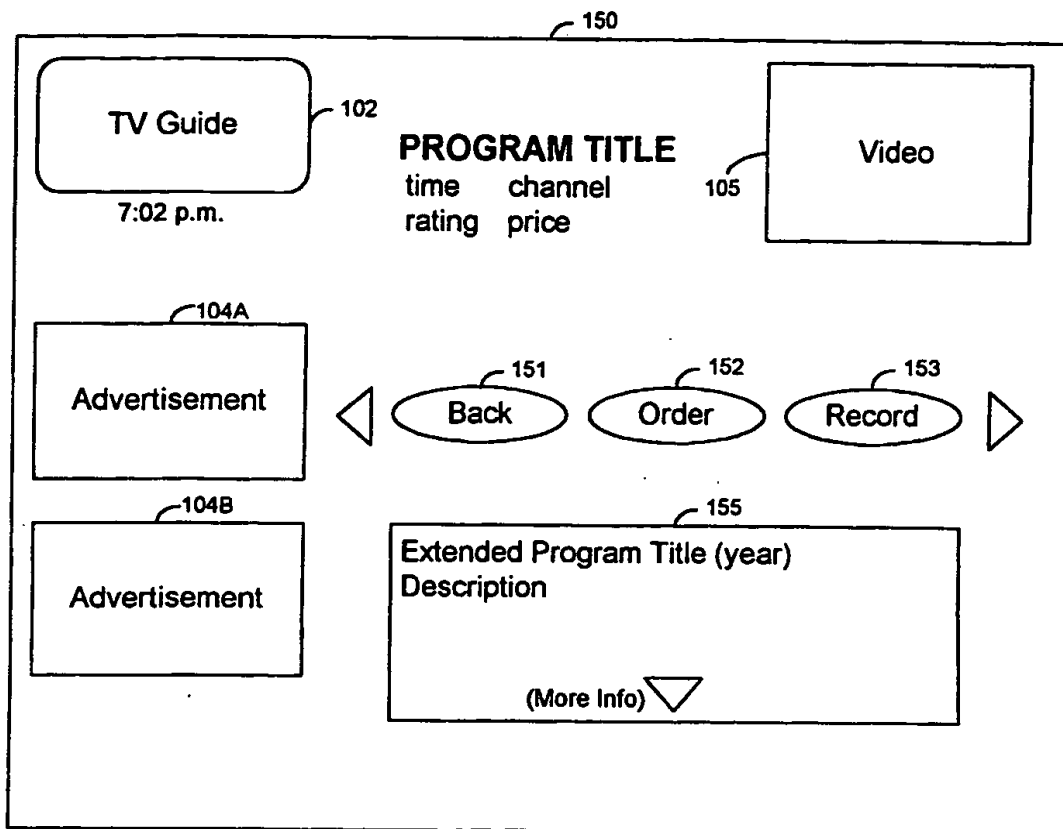 150
TV Guide
102
7:02 p.m.
PROGRAM TITLE
time channel
rating price
105
Video
104A
Advertisement
151
Back
152
Order
153
Record
104B
Advertisement
155
Extended Program Title (year)
Description
(More Info)